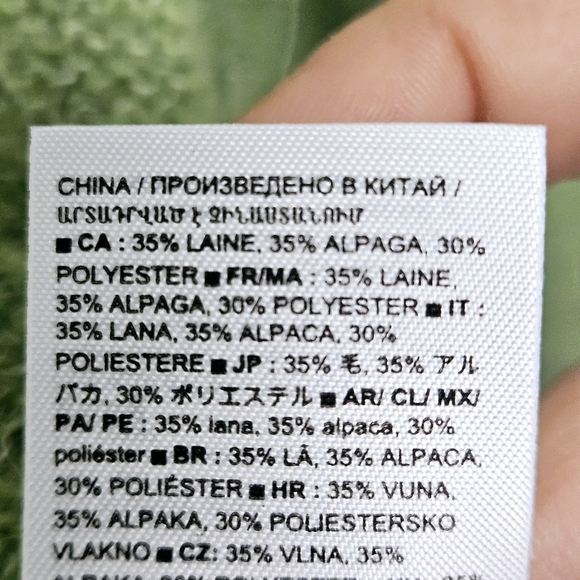 CHINA / ПРОИЗВЕДЕНО В КИТАЙ /
ԱՐՏԱԴՐՎԱԾ Է ՉԻՆԱՍՏԱՆՈՒՄ
■ CA : 35% LAINE, 35% ALPAGA, 30%
POLYESTER ■ FR/MA : 35% LAINE,
35% ALPAGA, 30% POLYESTER ■ IT :
35% LANA, 35% ALPACA, 30%
POLIESTERE ■ JP : 35% 毛, 35% アル
パカ, 30% ポリエステル ■ AR/ CL/ MX/
PA/ PE : 35% lana, 35% alpaca, 30%
poliéster ■ BR : 35% LÃ, 35% ALPACA,
30% POLIÉSTER ■ HR : 35% VUNA,
35% ALPAKA, 30% POLIESTERSKO
VLAKNO ■ CZ: 35% VLNA, 35%